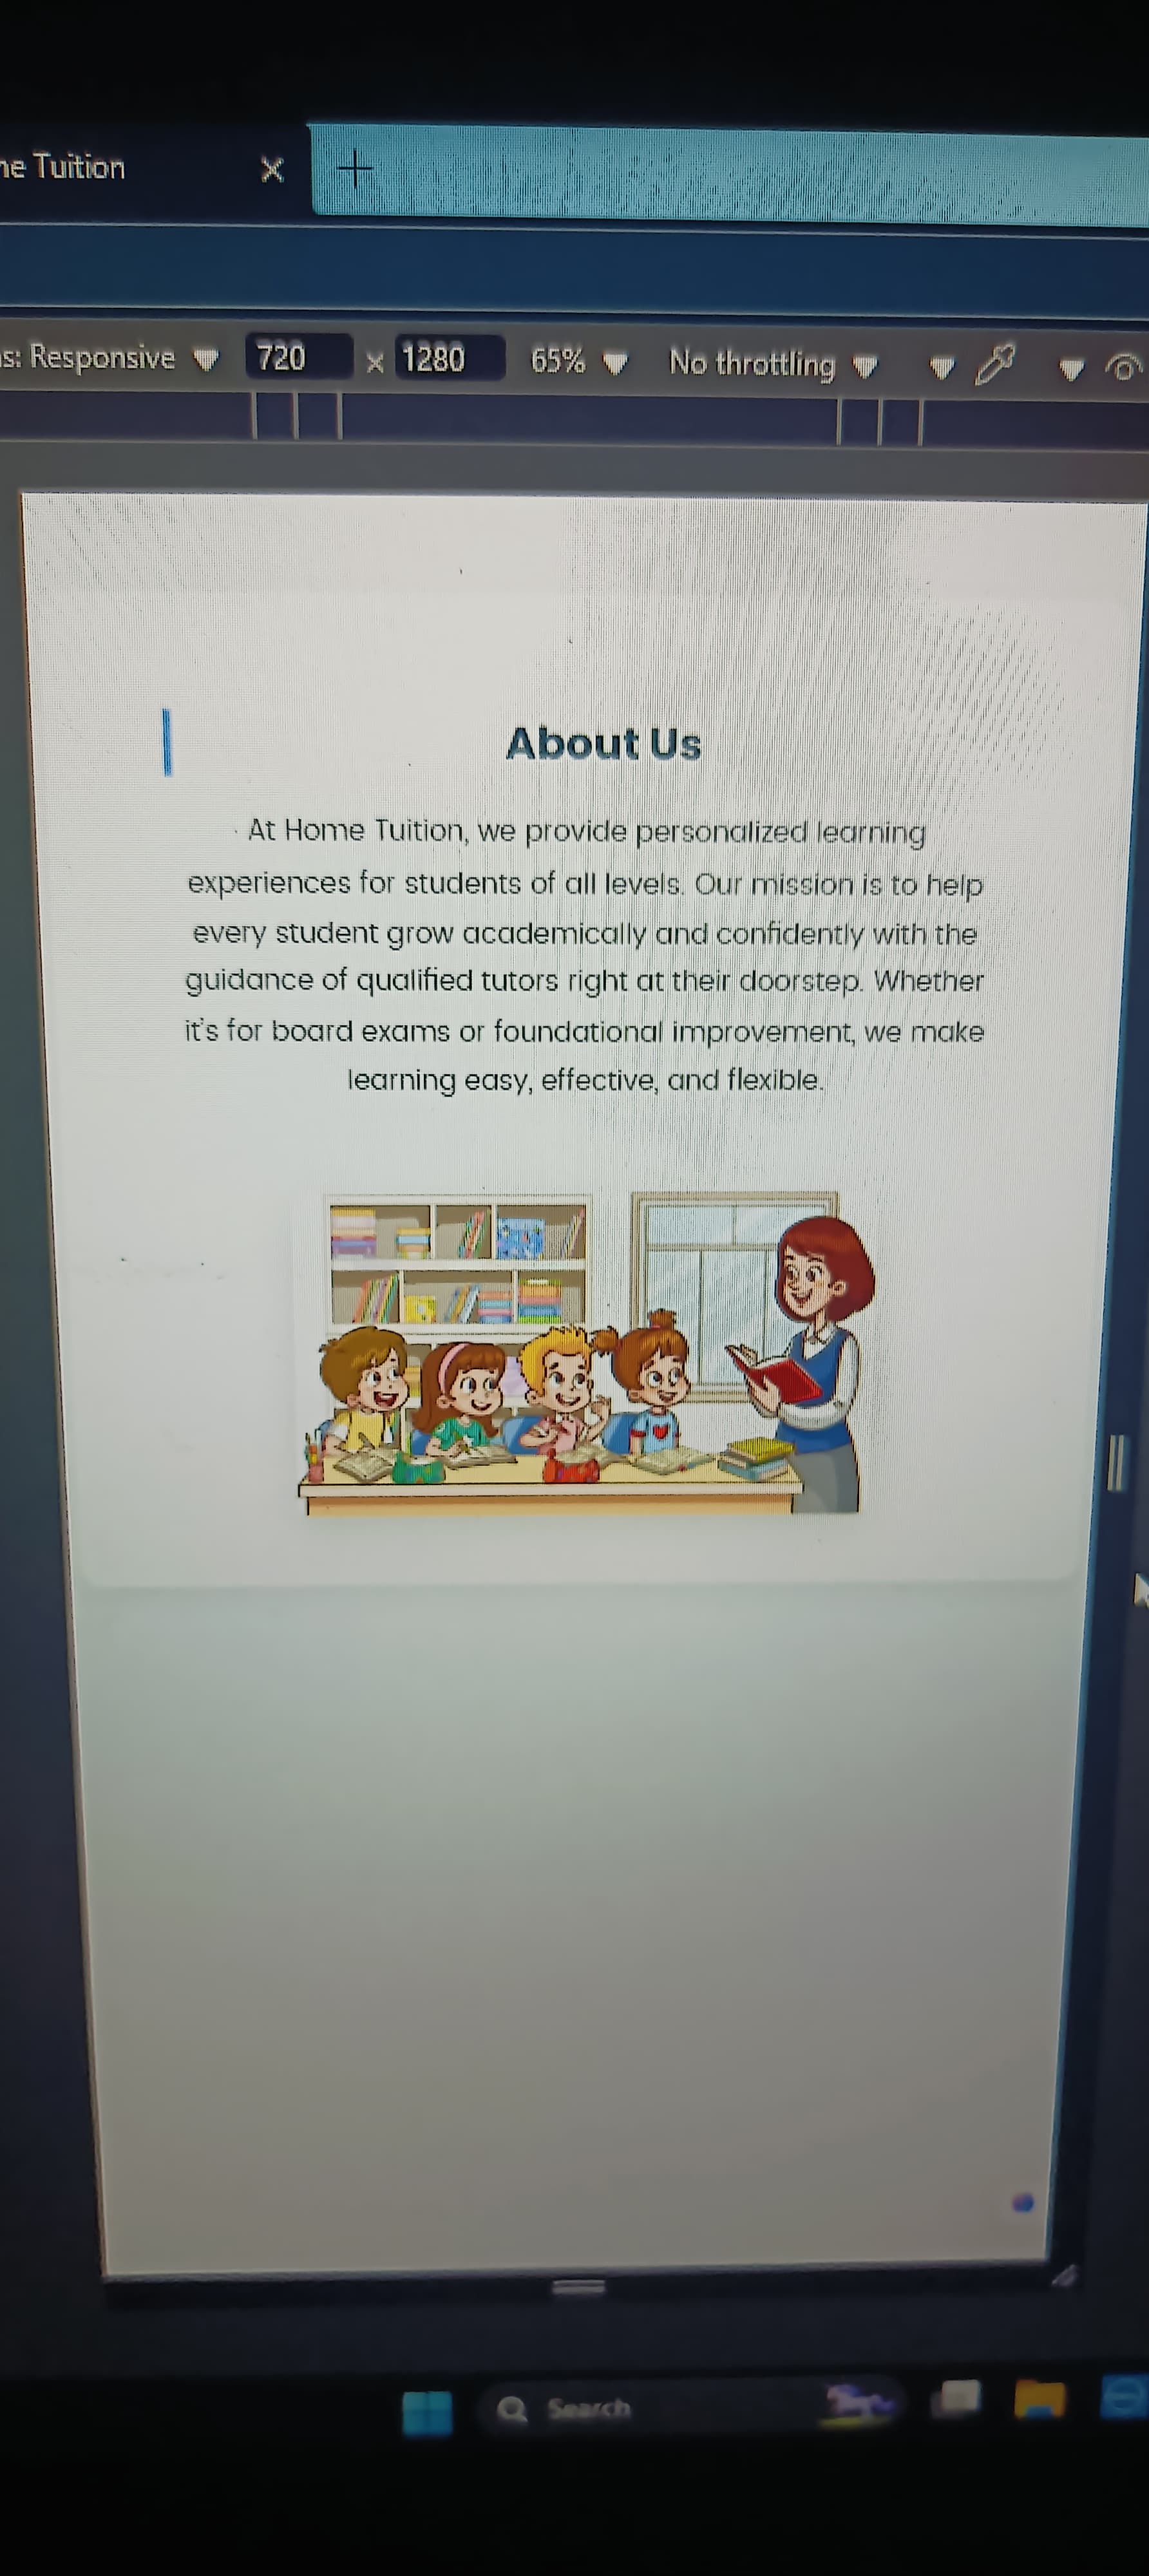 ne Tuition
s: Responsive 720 x 1280 65% No throttling
About Us
At Home Tuition, we provide personalized learning
experiences for students of all levels. Our mission is to help
every student grow academically and confidently with the
guidance of qualified tutors right at their doorstep. Whether
it's for board exams or foundational improvement, we make
learning easy, effective, and flexible.
Search